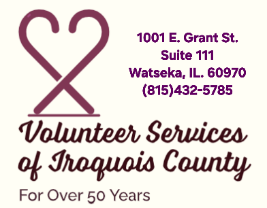 1001 E. Grant St.
Suite 111
Watseka, IL. 60970
(815)432-5785
Volunteer Services
of Iroquois County
For Over 50 Years